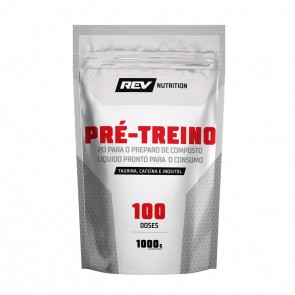 REV NUTRITION
PRÉ-TREINO
PÓ PARA O PREPARO DE COMPOSTO
LÍQUIDO PRONTO PARA O CONSUMO
TAURINA, CAFEÍNA E INOSITOL
100
DOSES
1000g